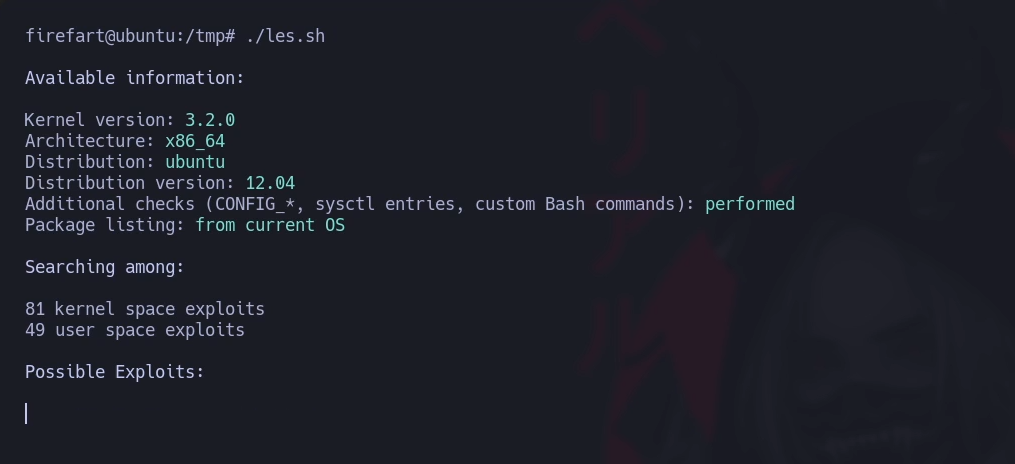 firefart@ubuntu:/tmp# ./les.sh
Available information:
Kernel version: 3.2.0
Architecture: x86_64
Distribution: ubuntu
Distribution version: 12.04
Additional checks (CONFIG_*, sysctl entries, custom Bash commands): performed
Package listing: from current OS
Searching among:
81 kernel space exploits
49 user space exploits
Possible Exploits: